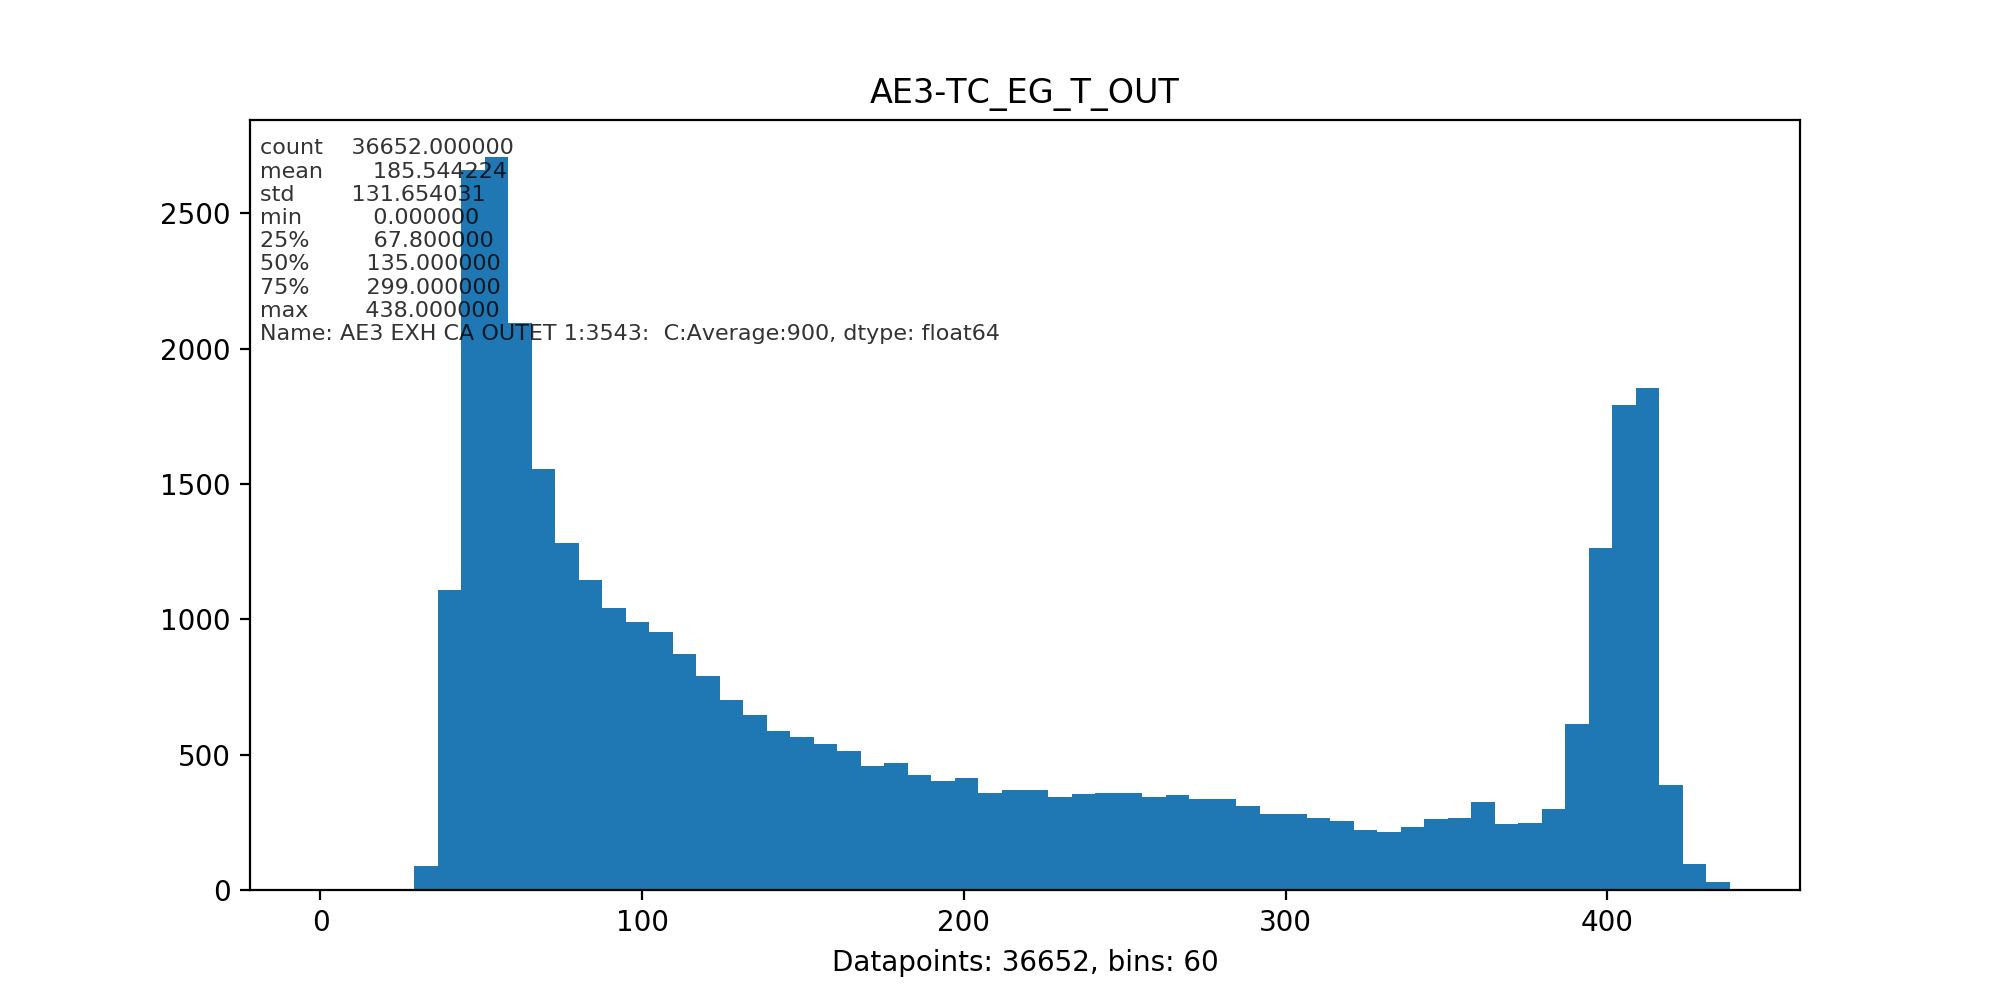 AE3-TC_EG_T_OUT
count 36652.000000
mean 185.544224
std 131.654031
min 0.000000
25% 67.800000
50% 135.000000
75% 299.000000
max 438.000000
Name: AE3 EXH CA OUTET 1:3543: C:Average:900, dtype: float64
2500
2000
1500
1000
500
0
0 100 200 300 400
Datapoints: 36652, bins: 60